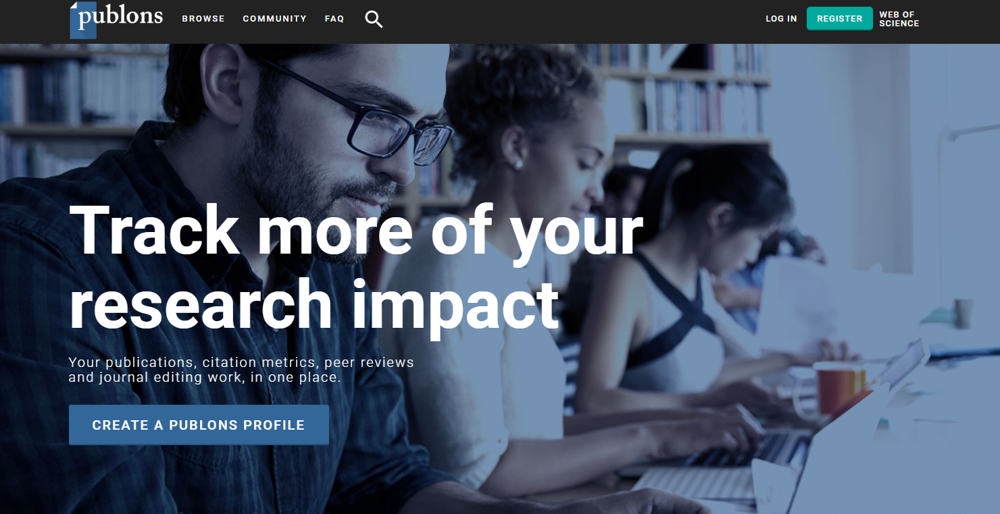 publons
BROWSE
COMMUNITY
FAQ
LOG IN
REGISTER
WEB OF
SCIENCE
Track more of your
research impact
Your publications, citation metrics, peer reviews
and journal editing work, in one place.
CREATE A PUBLONS PROFILE